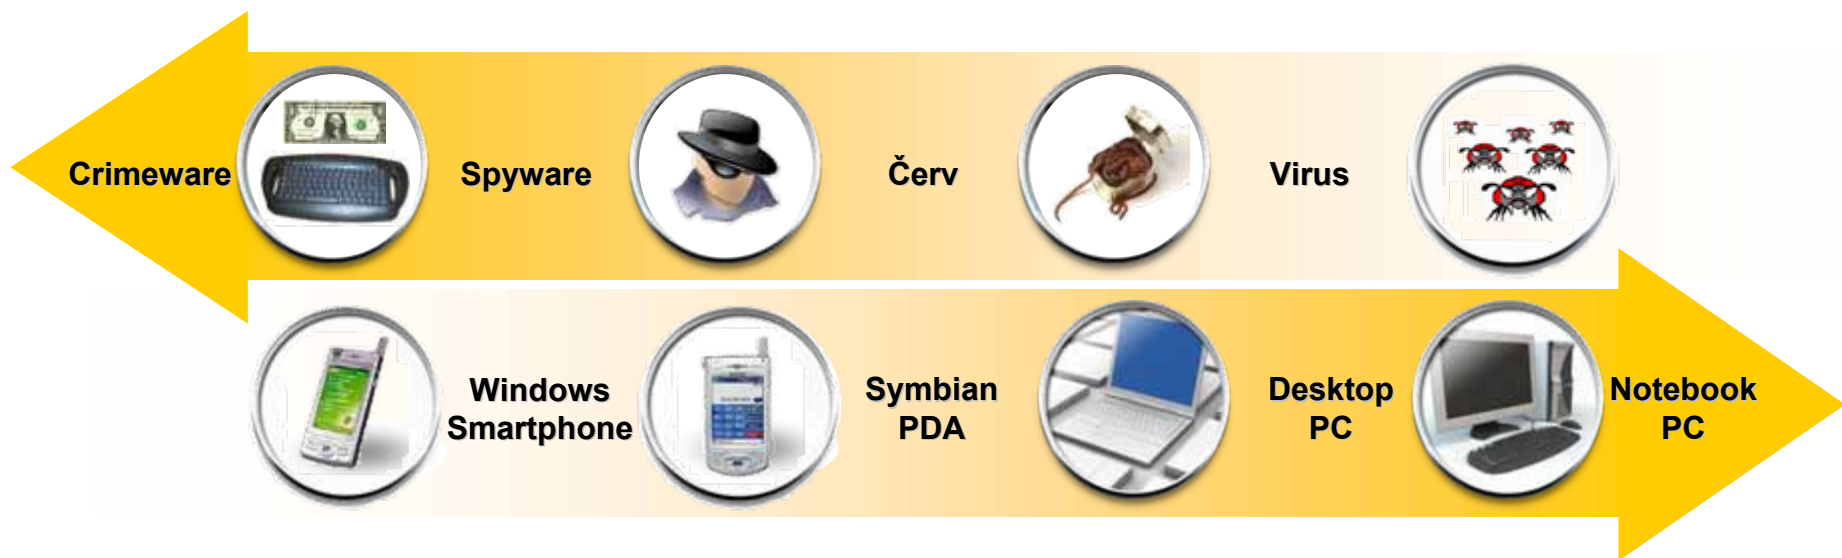 Crimeware Spyware Červ Virus
Windows Symbian Desktop Notebook
Smartphone PDA PC PC